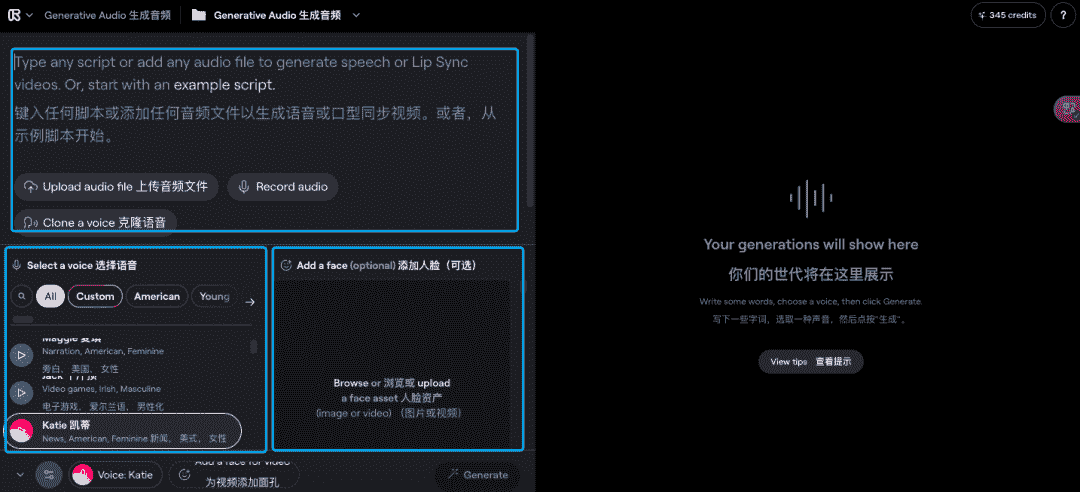 Generative Audio 生成音频
Generative Audio 生成音频
345 credits
?
Type any script or add any audio file to generate speech or Lip Sync
videos. Or, start with an example script.
键入任何脚本或添加任何音频文件以生成语音或口型同步视频。或者，从
示例脚本开始。
Upload audio file 上传音频文件
Record audio
Clone a voice 克隆语音
Select a voice 选择语音
All
Custom
American
Young
Maggie 麦琪
Narration, American, Feminine
旁白， 美国， 女性
Jack
Video games, Irish, Masculine
电子游戏， 爱尔兰语， 男性化
Katie 凯蒂
News, American, Feminine 新闻， 美式， 女性
Add a face (optional) 添加人脸（可选）
Browse or 浏览或 upload
a face asset 人脸资产
(image or video) （图片或视频）
Voice: Katie
Add a face for video
为视频添加面孔
Generate
Your generations will show here
你们的世代将在这里展示
Write some words, choose a voice, then click Generate
写下一些字词，选取一种声音，然后点按“生成”。
View tips 查看提示